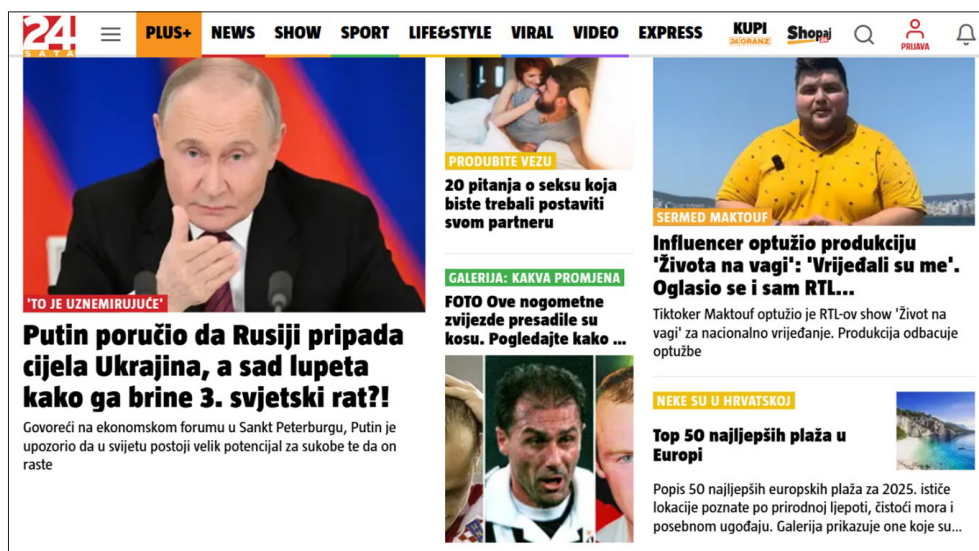 24
SATA
PLUS+ NEWS SHOW SPORT LIFE&STYLE VIRAL VIDEO EXPRESS KUPI Shopaj
PRIJAVA
'TO JE UZNEMIRUJUĆE'
Putin poručio da Rusiji pripada
cijela Ukrajina, a sad lupeta
kako ga brine 3. svjetski rat?!
Govoreći na ekonomskom forumu u Sankt Peterburgu, Putin je
upozorio da u svijetu postoji velik potencijal za sukobe te da on
raste
PRODUBITE VEZU
20 pitanja o seksu koja
biste trebali postaviti
svom partneru
GALERIJA: KAKVA PROMJENA
FOTO Ove nogometne
zvijezde presadile su
kosu. Pogledajte kako ...
SERMED MAKTOUF
Influencer optužio produkciju
'Života na vagi': 'Vrijeđali su me'.
Oglasio se i sam RTL...
Tiktoker Maktouf optužio je RTL-ov show 'Život na
vagi' za nacionalno vrijeđanje. Produkcija odbacuje
optužbe
NEKE SU U HRVATSKOJ
Top 50 najljepših plaža u
Europi
Popis 50 najljepših europskih plaža za 2025. ističe
lokacije poznate po prirodnoj ljepoti, čistoći mora i
posebnom ugođaju. Galerija prikazuje one koje su...